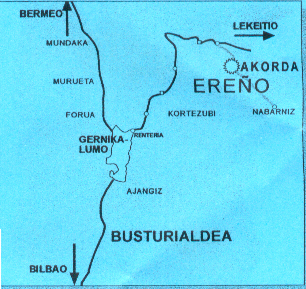 BERMEO
LEKEITIO
MUNDAKA
AKORDA
MURUETA
EREÑO
FORUA
KORTEZUBI
NABARNIZ
GERNIKA-
LUMO
RENTERIA
AJANGIZ
BUSTURIALDEA
BILBAO